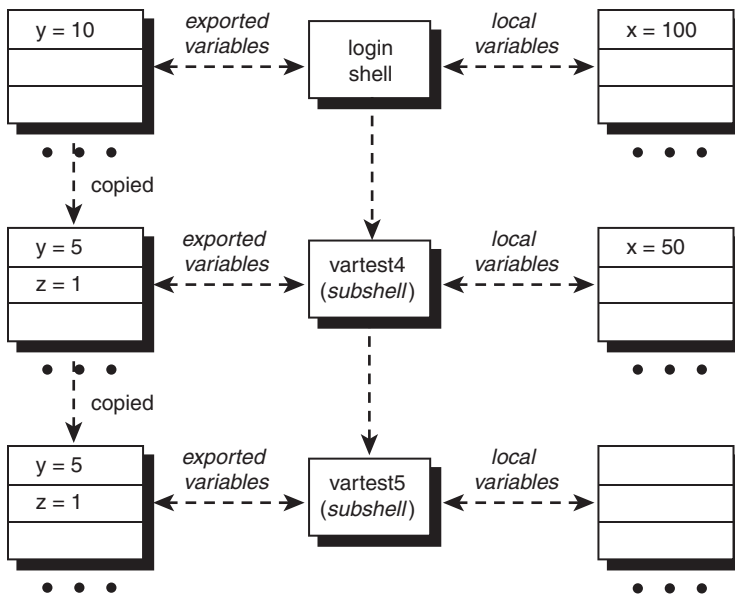 y = 10
exported
variables
login
shell
local
variables
x = 100
copied
y = 5
z = 1
exported
variables
vartest4
(subshell)
local
variables
x = 50
copied
y = 5
z = 1
exported
variables
vartest5
(subshell)
local
variables